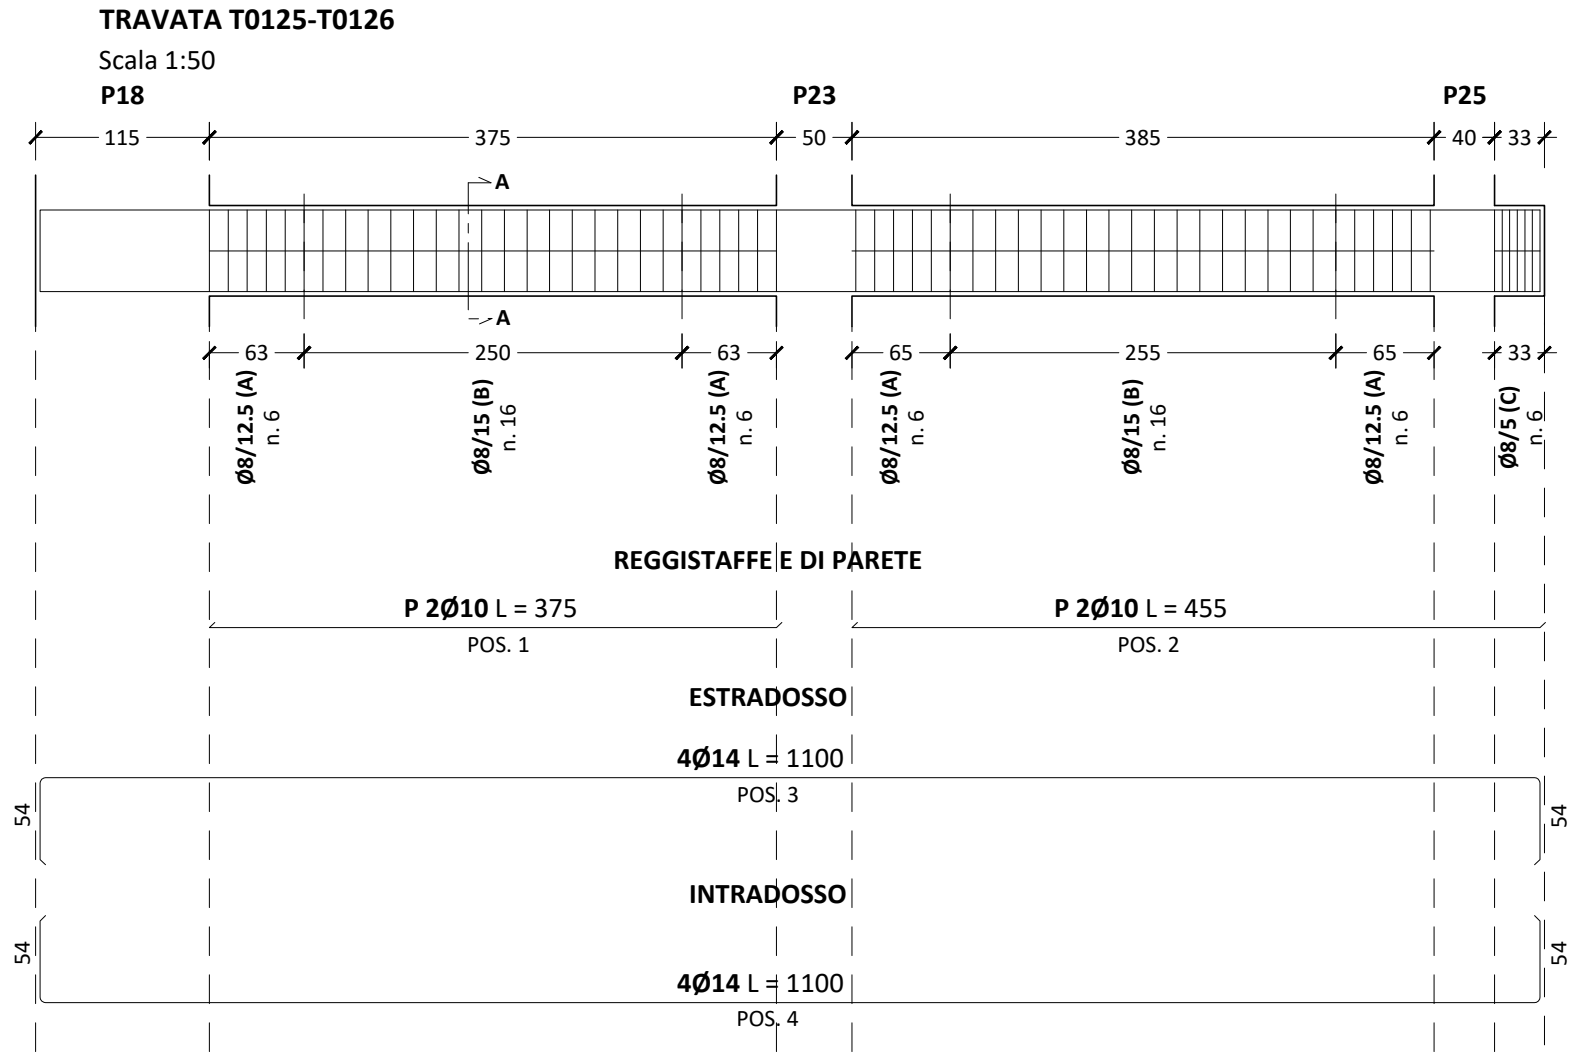 TRAVATA T0125-T0126
Scala 1:50
P18 P23 P25
115 375 50 385 40 33
A
A
63 250 63 65 255 65 33
Ø8/12.5 (A)
n. 6
Ø8/15 (B)
n. 16
Ø8/12.5 (A)
n. 6
Ø8/12.5 (A)
n. 6
Ø8/15 (B)
n. 16
Ø8/12.5 (A)
n. 6
Ø8/5 (C)
n. 6
REGGISTAFFE E DI PARETE
P 2Ø10 L = 375 P 2Ø10 L = 455
POS. 1 POS. 2
ESTRADOSSO
4Ø14 L = 1100
POS. 3
54 54
INTRADOSSO
54 54
4Ø14 L = 1100
POS. 4